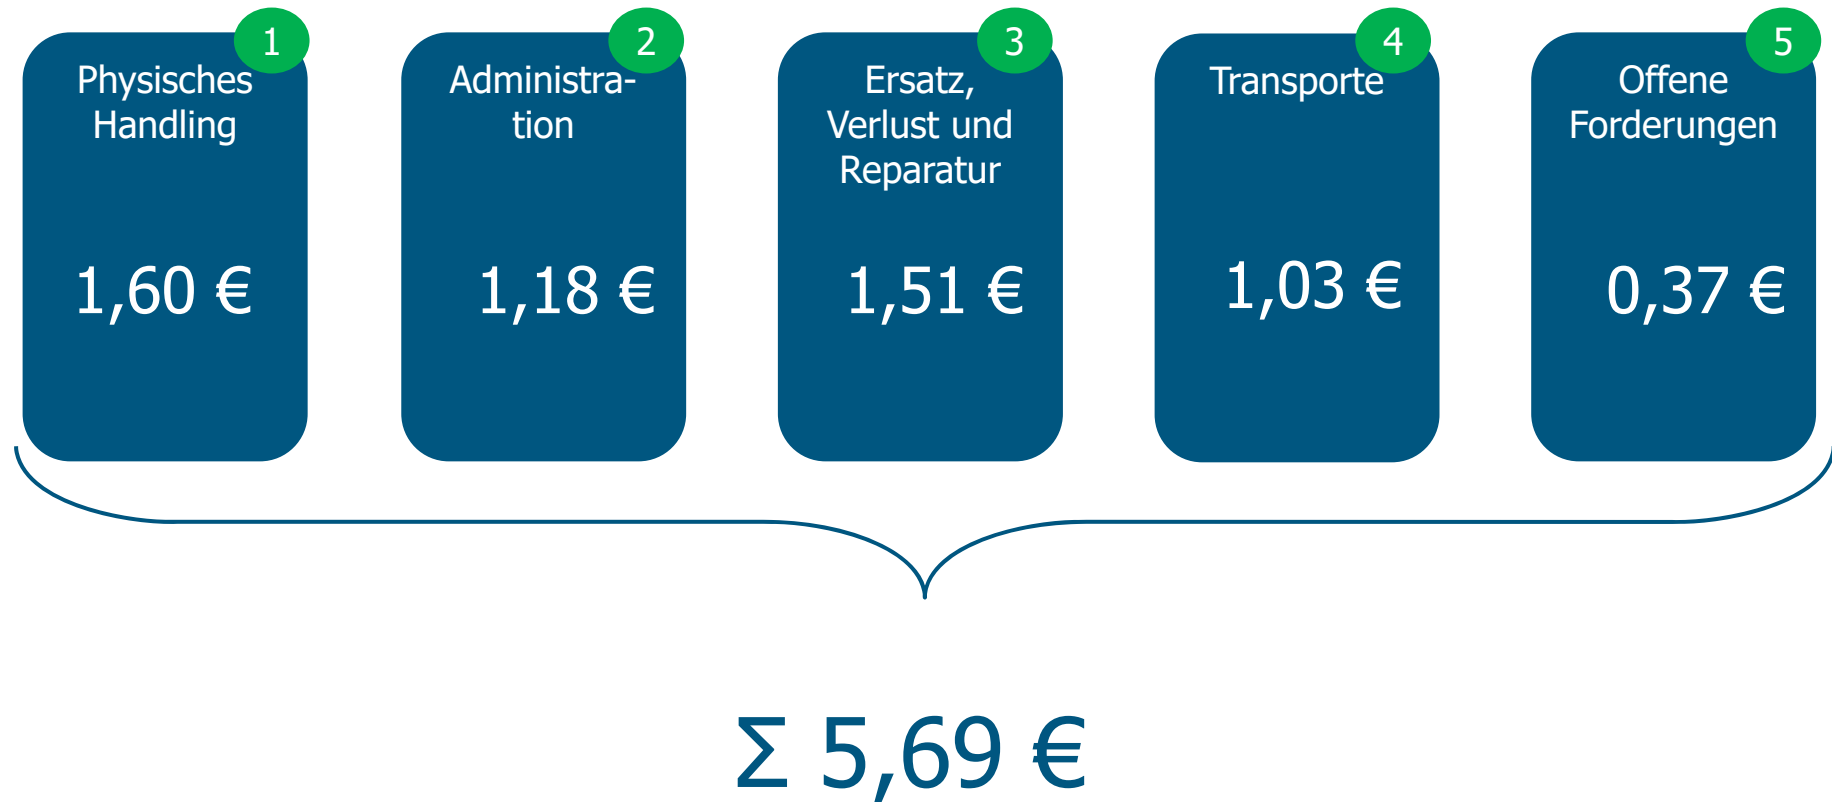 1
Physisches
Handling
1,60 €
2
Administra-
tion
1,18 €
3
Ersatz,
Verlust und
Reparatur
1,51 €
4
Transporte
1,03 €
5
Offene
Forderungen
0,37 €
Σ 5,69 €